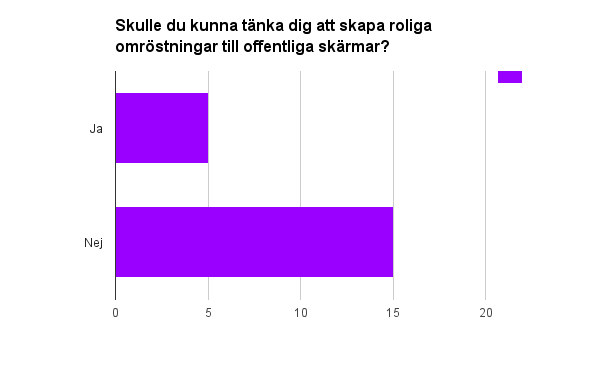 Skulle du kunna tänka dig att skapa roliga
omröstningar till offentliga skärmar?
Ja
Nej
0 5 10 15 20